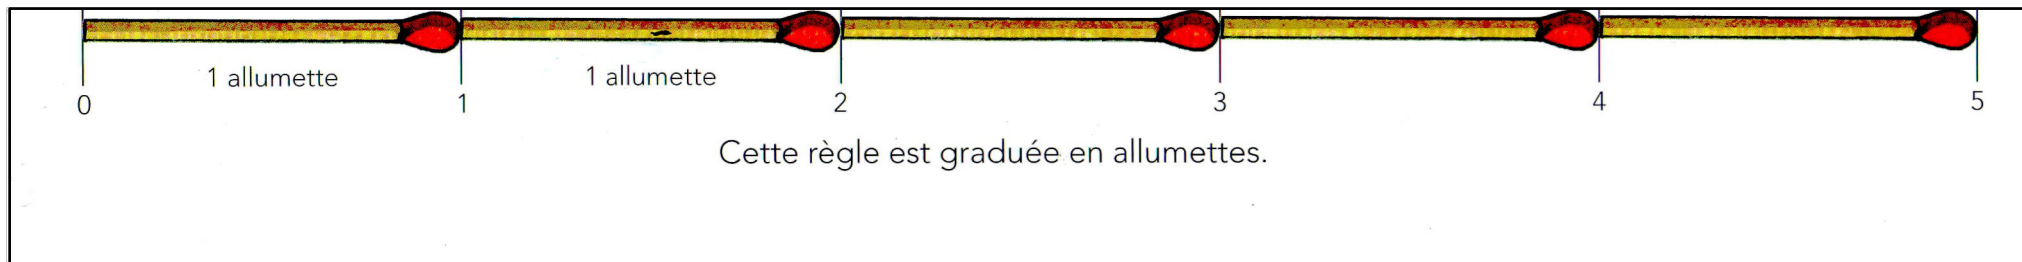 1 allumette 1 allumette
0 1 2 3 4 5
Cette règle est graduée en allumettes.